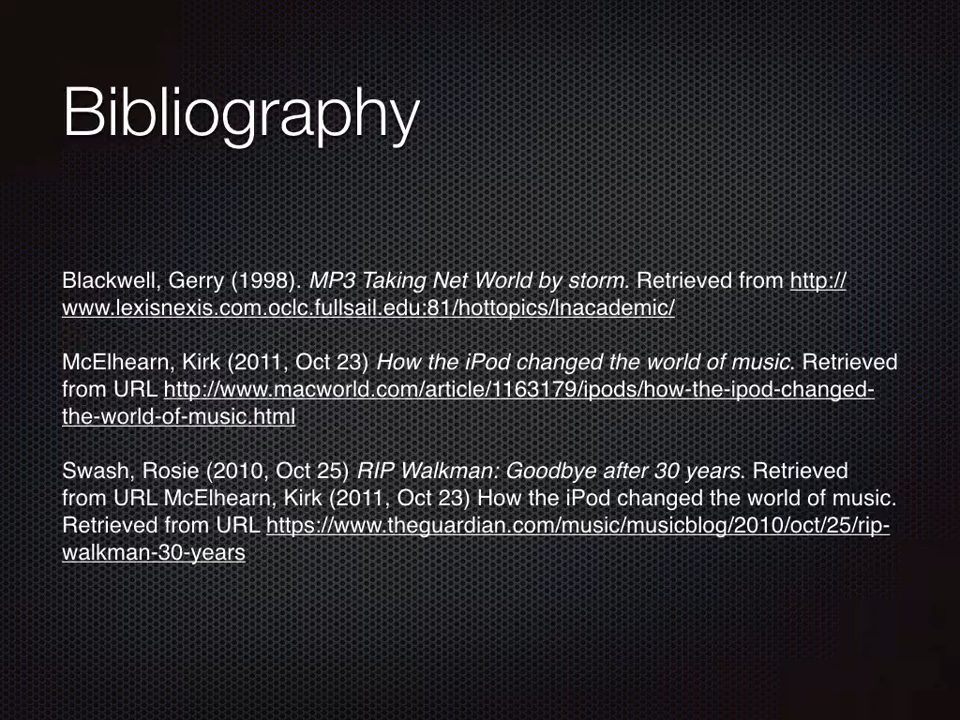 Bibliography
Blackwell, Gerry (1998). MP3 Taking Net World by storm. Retrieved from http://
www.lexisnexis.com.oclc.fullsail.edu:81/hottopics/lnacademic/
McElhearn, Kirk (2011, Oct 23) How the iPod changed the world of music. Retrieved
from URL http://www.macworld.com/article/1163179/ipods/how-the-ipod-changed-
the-world-of-music.html
Swash, Rosie (2010, Oct 25) RIP Walkman: Goodbye after 30 years. Retrieved
from URL McElhearn, Kirk (2011, Oct 23) How the iPod changed the world of music.
Retrieved from URL https://www.theguardian.com/music/musicblog/2010/oct/25/rip-
walkman-30-years